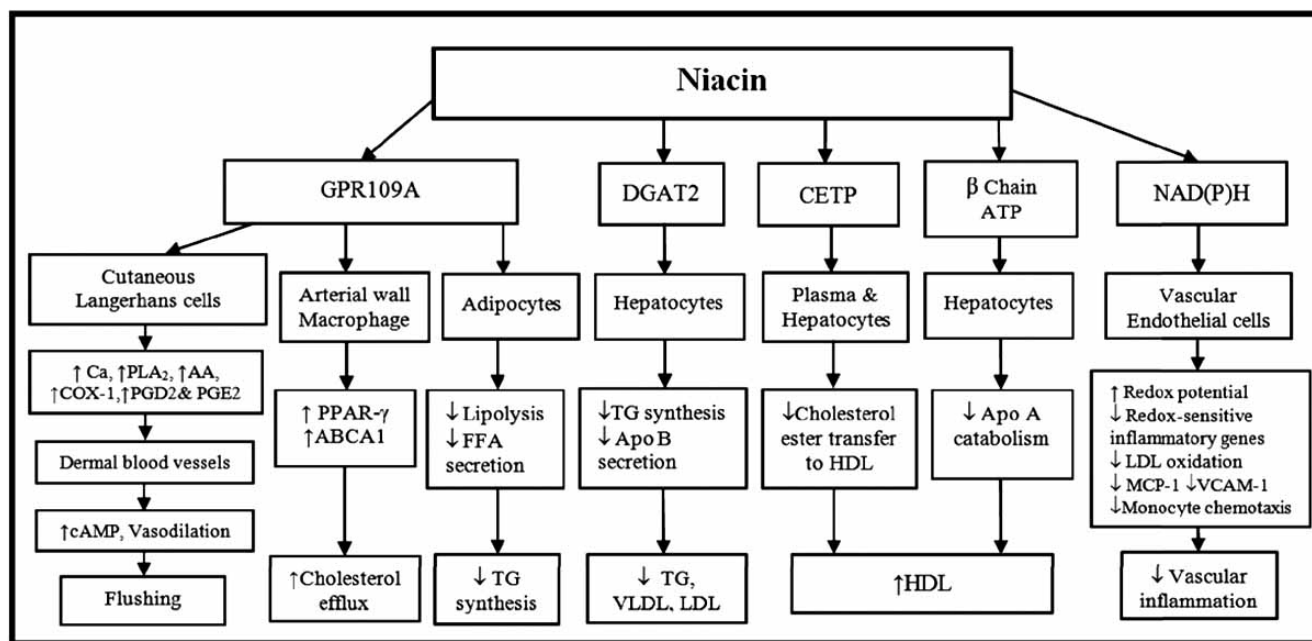 Niacin
GPR109A
DGAT2
CETP
β Chain
ATP
NAD(P)H
Cutaneous
Langerhans cells
Arterial wall
Macrophage
Adipocytes
Hepatocytes
Plasma &
Hepatocytes
Hepatocytes
Vascular
Endothelial cells
↑ Ca, ↑PLA₂, ↑AA,
↑COX-1,↑PGD2& PGE2
↑ PPAR-γ
↑ABCA1
↓ Lipolysis
↓ FFA
secretion
↓TG synthesis
↓ Apo B
secretion
↓Cholesterol
ester transfer
to HDL
↓ Apo A
catabolism
↑ Redox potential
↓ Redox-sensitive
inflammatory genes
↓ LDL oxidation
↓ MCP-1 ↓VCAM-1
↓Monocyte chemotaxis
Dermal blood vessels
↑cAMP, Vasodilation
Flushing
↑Cholesterol
efflux
↓ TG
synthesis
↓ TG,
VLDL, LDL
↑HDL
↓ Vascular
inflammation